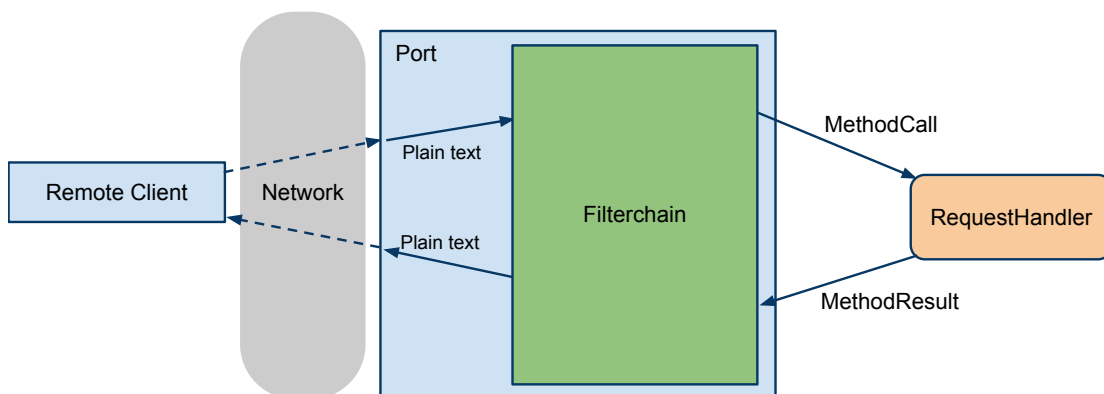 Port
MethodCall
Plain text
Remote Client
Network
Filterchain
RequestHandler
Plain text
MethodResult